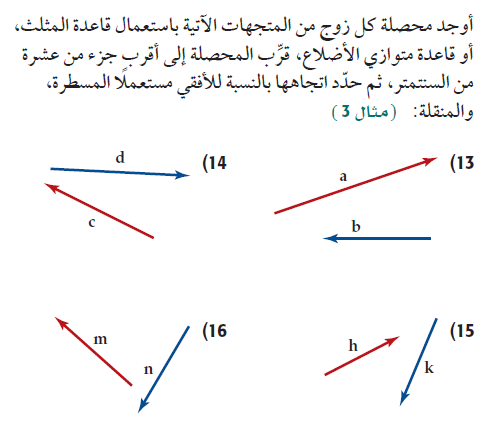 أوجد محصلة كل زوج من المتجهات الآتية باستعمال قاعدة المثلث،
أو قاعدة متوازي الأضلاع، قرِّب المحصلة إلى أقرب جزء من عشرة
من السنتمتر، ثم حدّد اتجاهها بالنسبة للأفقي مستعملًا المسطرة،
والمنقلة: (مثال 3)
(13
a
b
(14
d
c
(15
h
k
(16
m
n